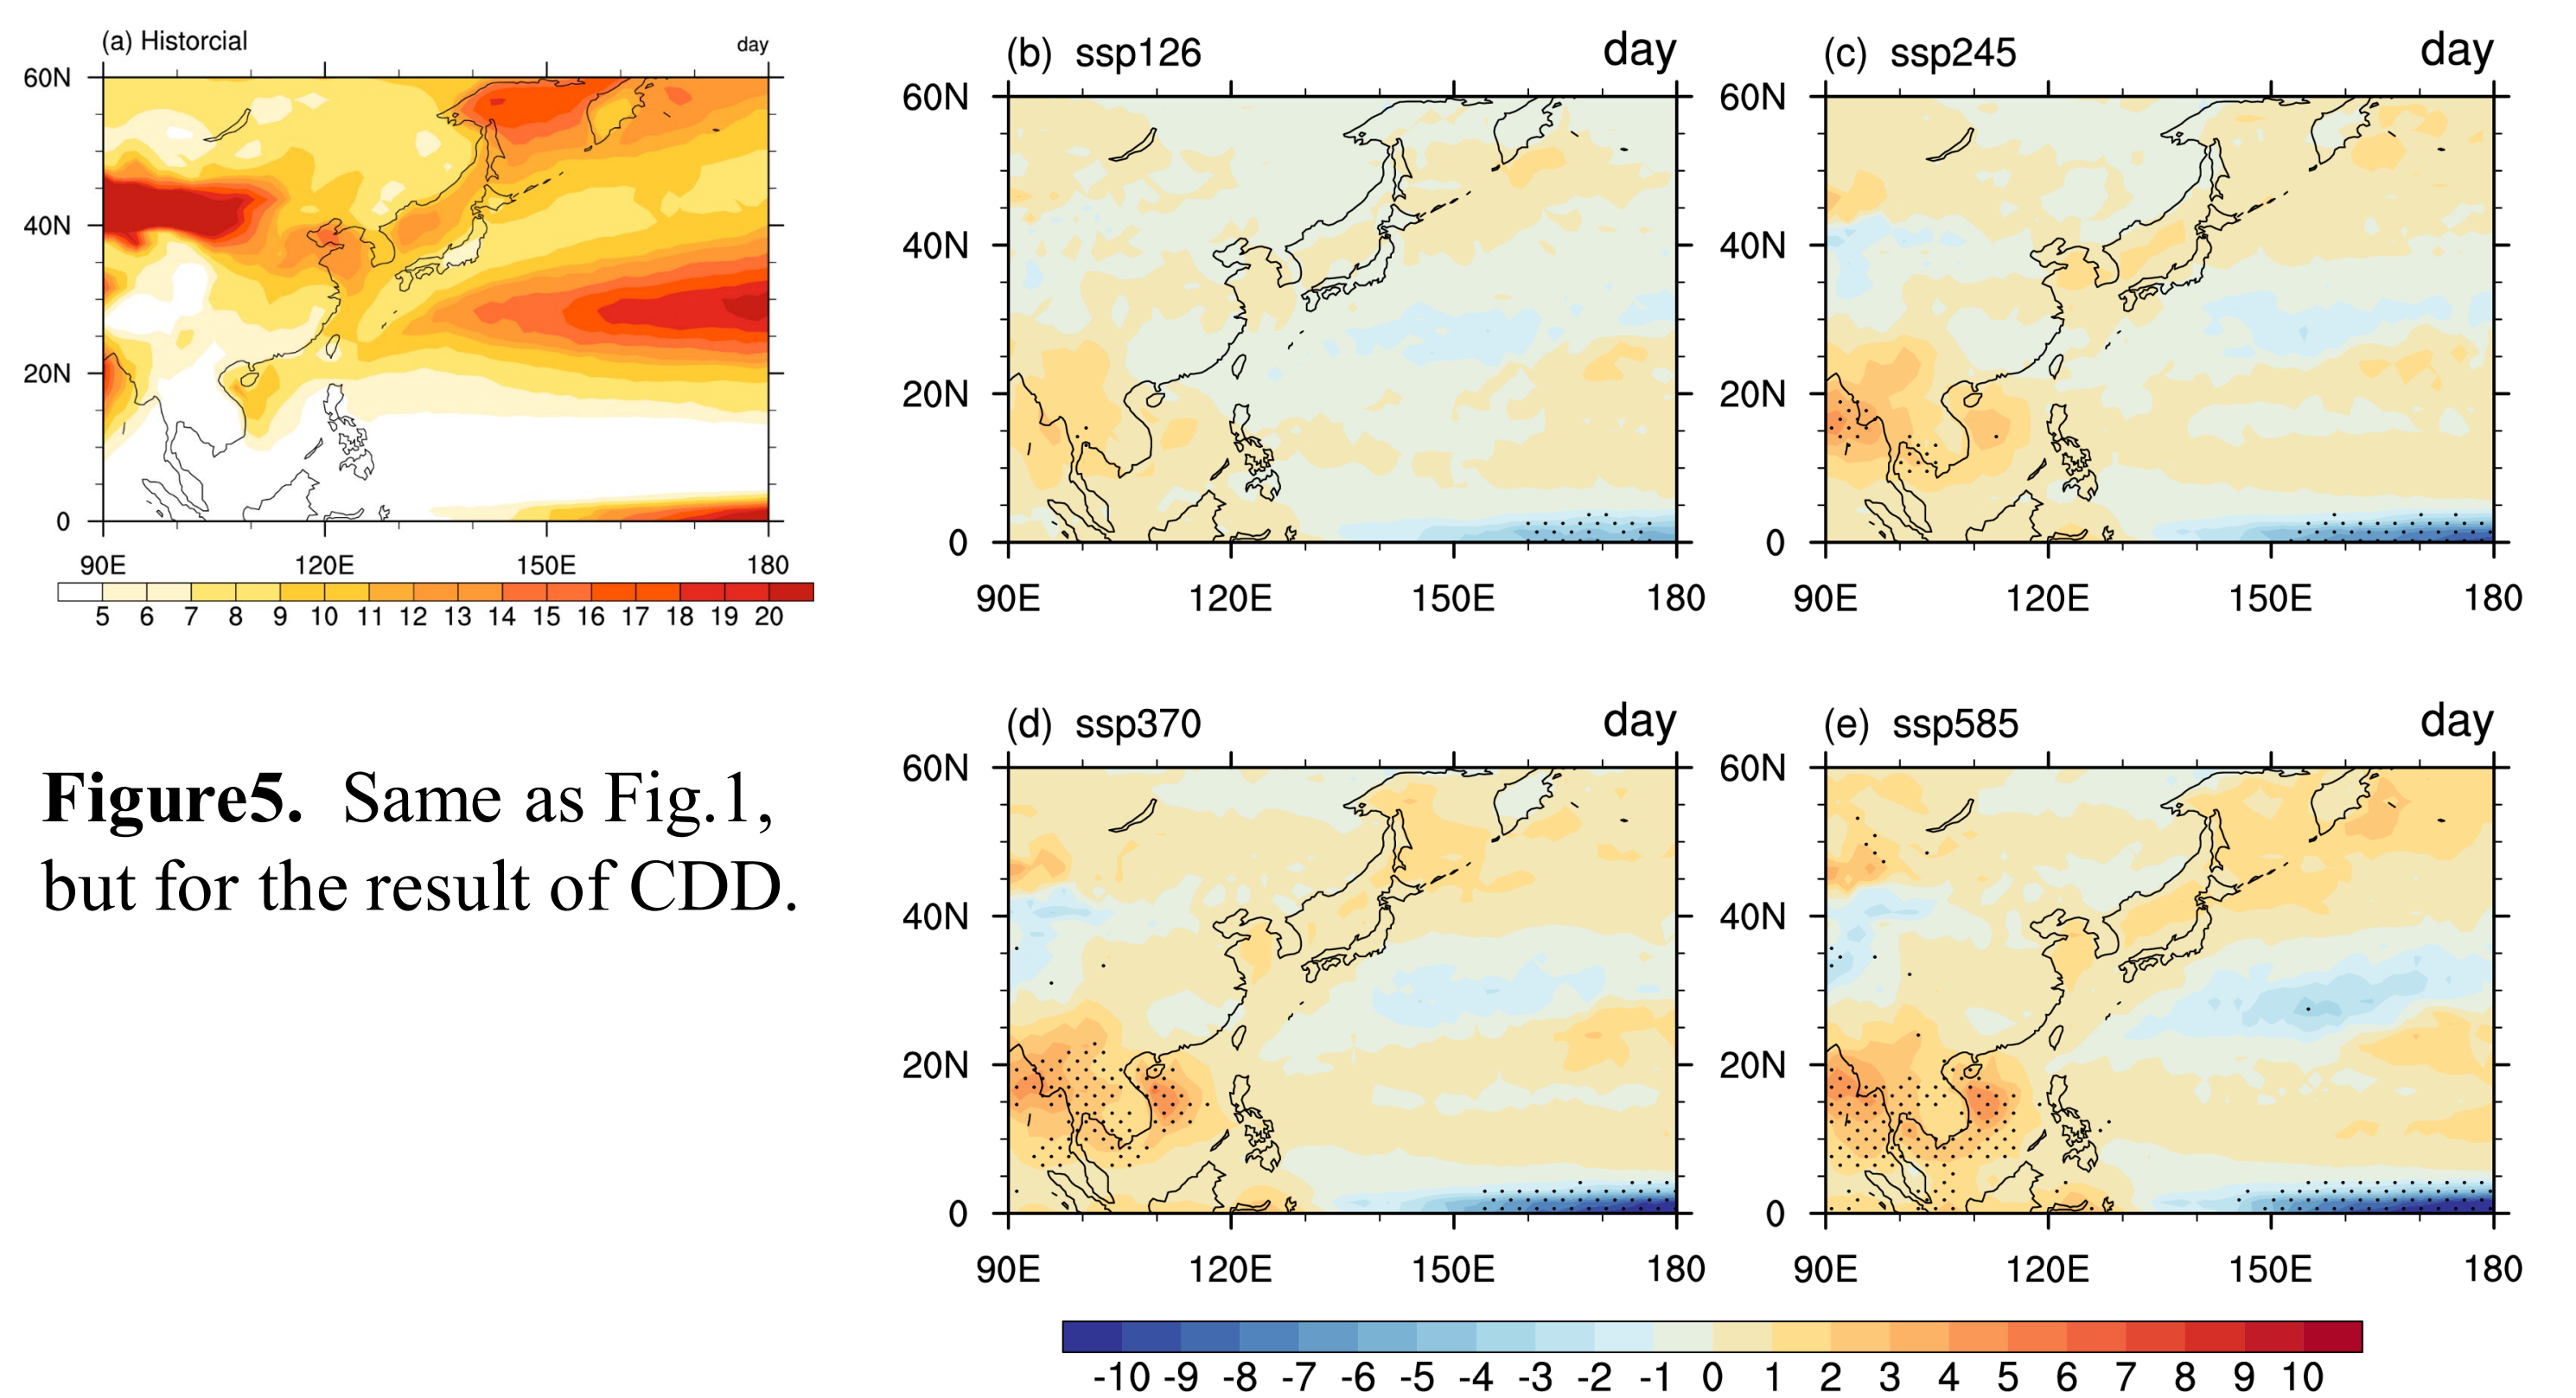 (a) Historcial day
60N
40N
20N
0
90E 120E 150E 180
5 6 7 8 9 10 11 12 13 14 15 16 17 18 19 20
(b) ssp126 day
60N
40N
20N
0
90E 120E 150E 180
(c) ssp245 day
60N
40N
20N
0
90E 120E 150E 180
Figure5. Same as Fig.1,
but for the result of CDD.
(d) ssp370 day
60N
40N
20N
0
90E 120E 150E 180
(e) ssp585 day
60N
40N
20N
0
90E 120E 150E 180
-10 -9 -8 -7 -6 -5 -4 -3 -2 -1 0 1 2 3 4 5 6 7 8 9 10